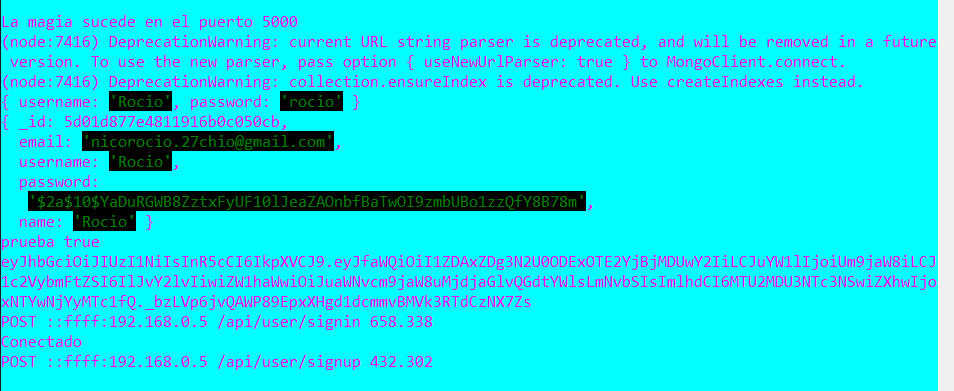 La magia sucede en el puerto 5000
(node:7416) DeprecationWarning: current URL string parser is deprecated, and will be removed in a future
version. To use the new parser, pass option { useNewUrlParser: true } to MongoClient.connect.
(node:7416) DeprecationWarning: collection.ensureIndex is deprecated. Use createIndexes instead.
{ username: 'Rocio', password: 'rocio' }
{ _id: 5d01d877e4811916b0c050cb,
email: 'nicorocio.27chio@gmail.com',
username: 'Rocio',
password:
'$2a$10$YaDuRGWB8ZztxFyUF10lJeaZAOnbfBaTwOI9zmbUBo1zzQfY8B78m',
name: 'Rocio' }
prueba true
eyJhbGciOiJIUzI1NiIsInR5cCI6IkpXVCJ9.eyJfaWQiOiI1ZDAxZDg3N2U0ODExOTE2YjBjMDUwY2IiLCJuYW1lIjoiUm9jaW8iLCJ
1c2VybmFtZSI6IlJvY2lvIiwiZW1haWwiOiJuaWNvcm9jaW8uMjdjaGlvQGdtYWlsLmNvbSIsImlhdCI6MTU2MDU3NTc3NSwiZXhwIjo
xNTYwNjYyMTc1fQ._bzLVp6jvQAWP89EpxXHgd1dcmmvBMVk3RTdCzNX7Zs
POST ::ffff:192.168.0.5 /api/user/signin 658.338
Conectado
POST ::ffff:192.168.0.5 /api/user/signup 432.302